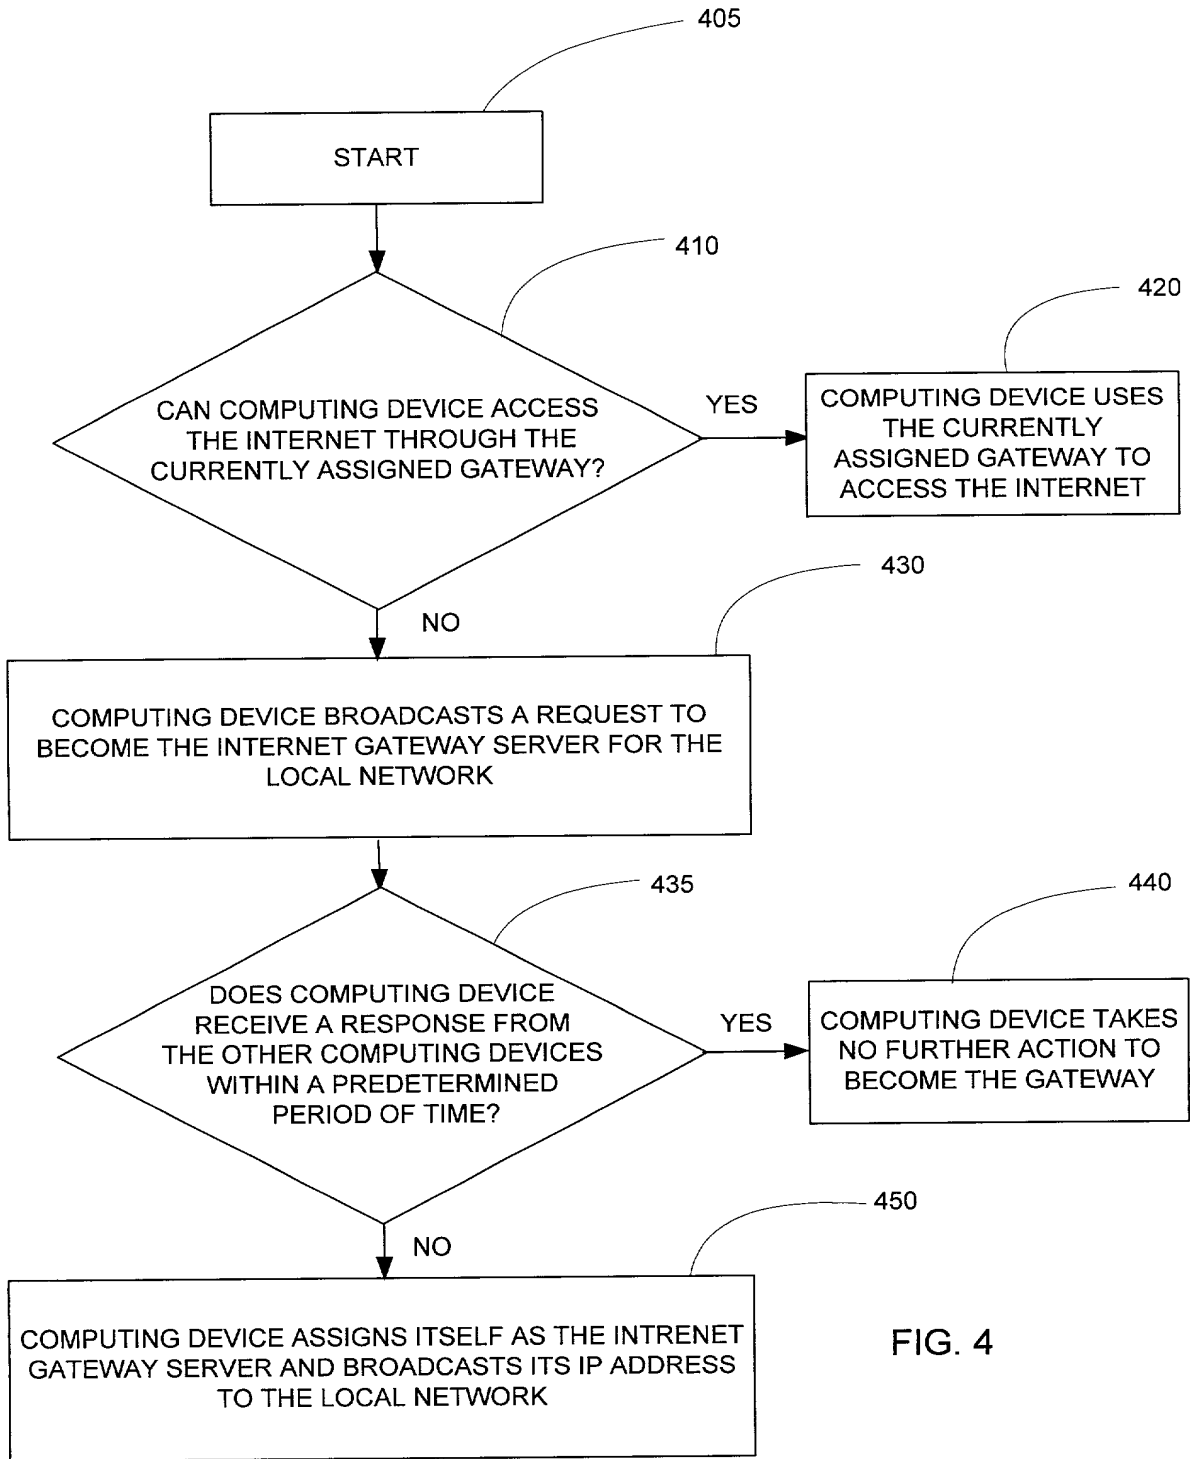 405
START
410
420
CAN COMPUTING DEVICE ACCESS
THE INTERNET THROUGH THE
CURRENTLY ASSIGNED GATEWAY?
YES
COMPUTING DEVICE USES
THE CURRENTLY
ASSIGNED GATEWAY TO
ACCESS THE INTERNET
NO
430
COMPUTING DEVICE BROADCASTS A REQUEST TO
BECOME THE INTERNET GATEWAY SERVER FOR THE
LOCAL NETWORK
435
440
DOES COMPUTING DEVICE
RECEIVE A RESPONSE FROM
THE OTHER COMPUTING DEVICES
WITHIN A PREDETERMINED
PERIOD OF TIME?
YES
COMPUTING DEVICE TAKES
NO FURTHER ACTION TO
BECOME THE GATEWAY
NO
450
COMPUTING DEVICE ASSIGNS ITSELF AS THE INTRENET
GATEWAY SERVER AND BROADCASTS ITS IP ADDRESS
TO THE LOCAL NETWORK
FIG. 4